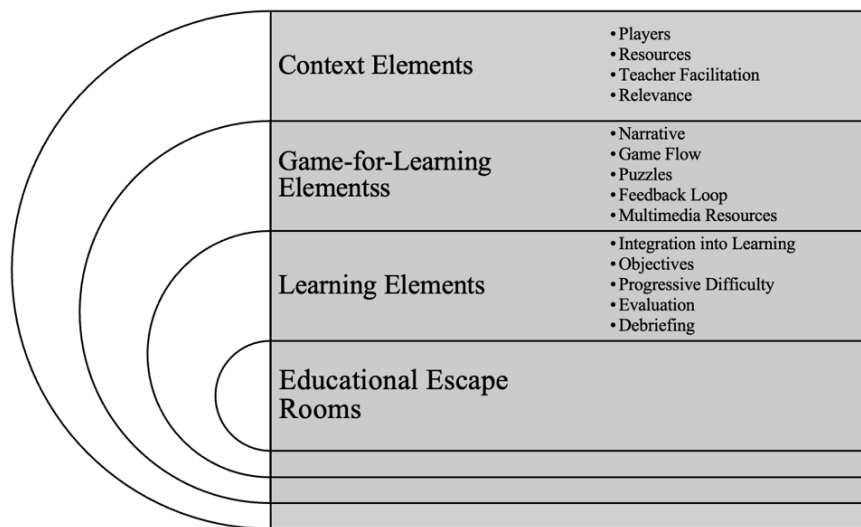 Context Elements
• Players
• Resources
• Teacher Facilitation
• Relevance
Game-for-Learning
Elementss
• Narrative
• Game Flow
• Puzzles
• Feedback Loop
• Multimedia Resources
Learning Elements
• Integration into Learning
• Objectives
• Progressive Difficulty
• Evaluation
• Debriefing
Educational Escape
Rooms